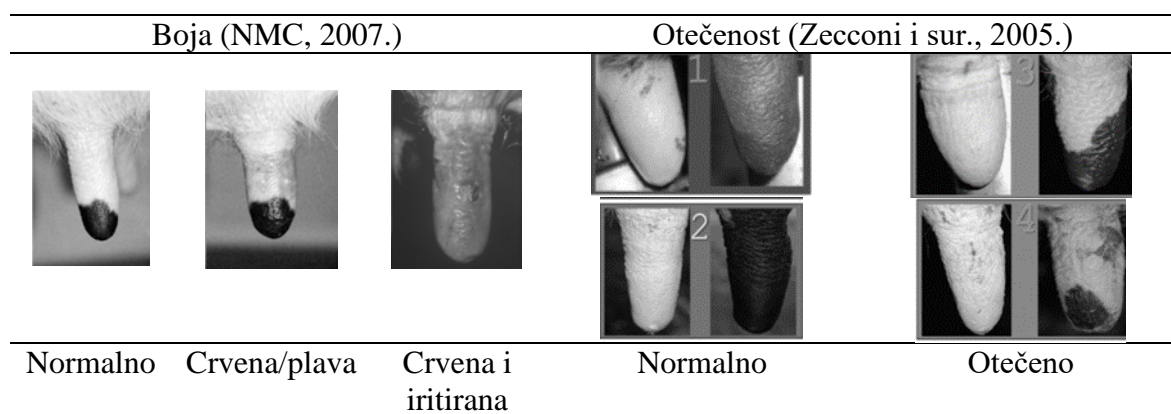 Boja (NMC, 2007.)
Otečenost (Zecconi i sur., 2005.)
1
3
2
4
Normalno
Crvena/plava
Crvena i
iritirana
Normalno
Otečeno